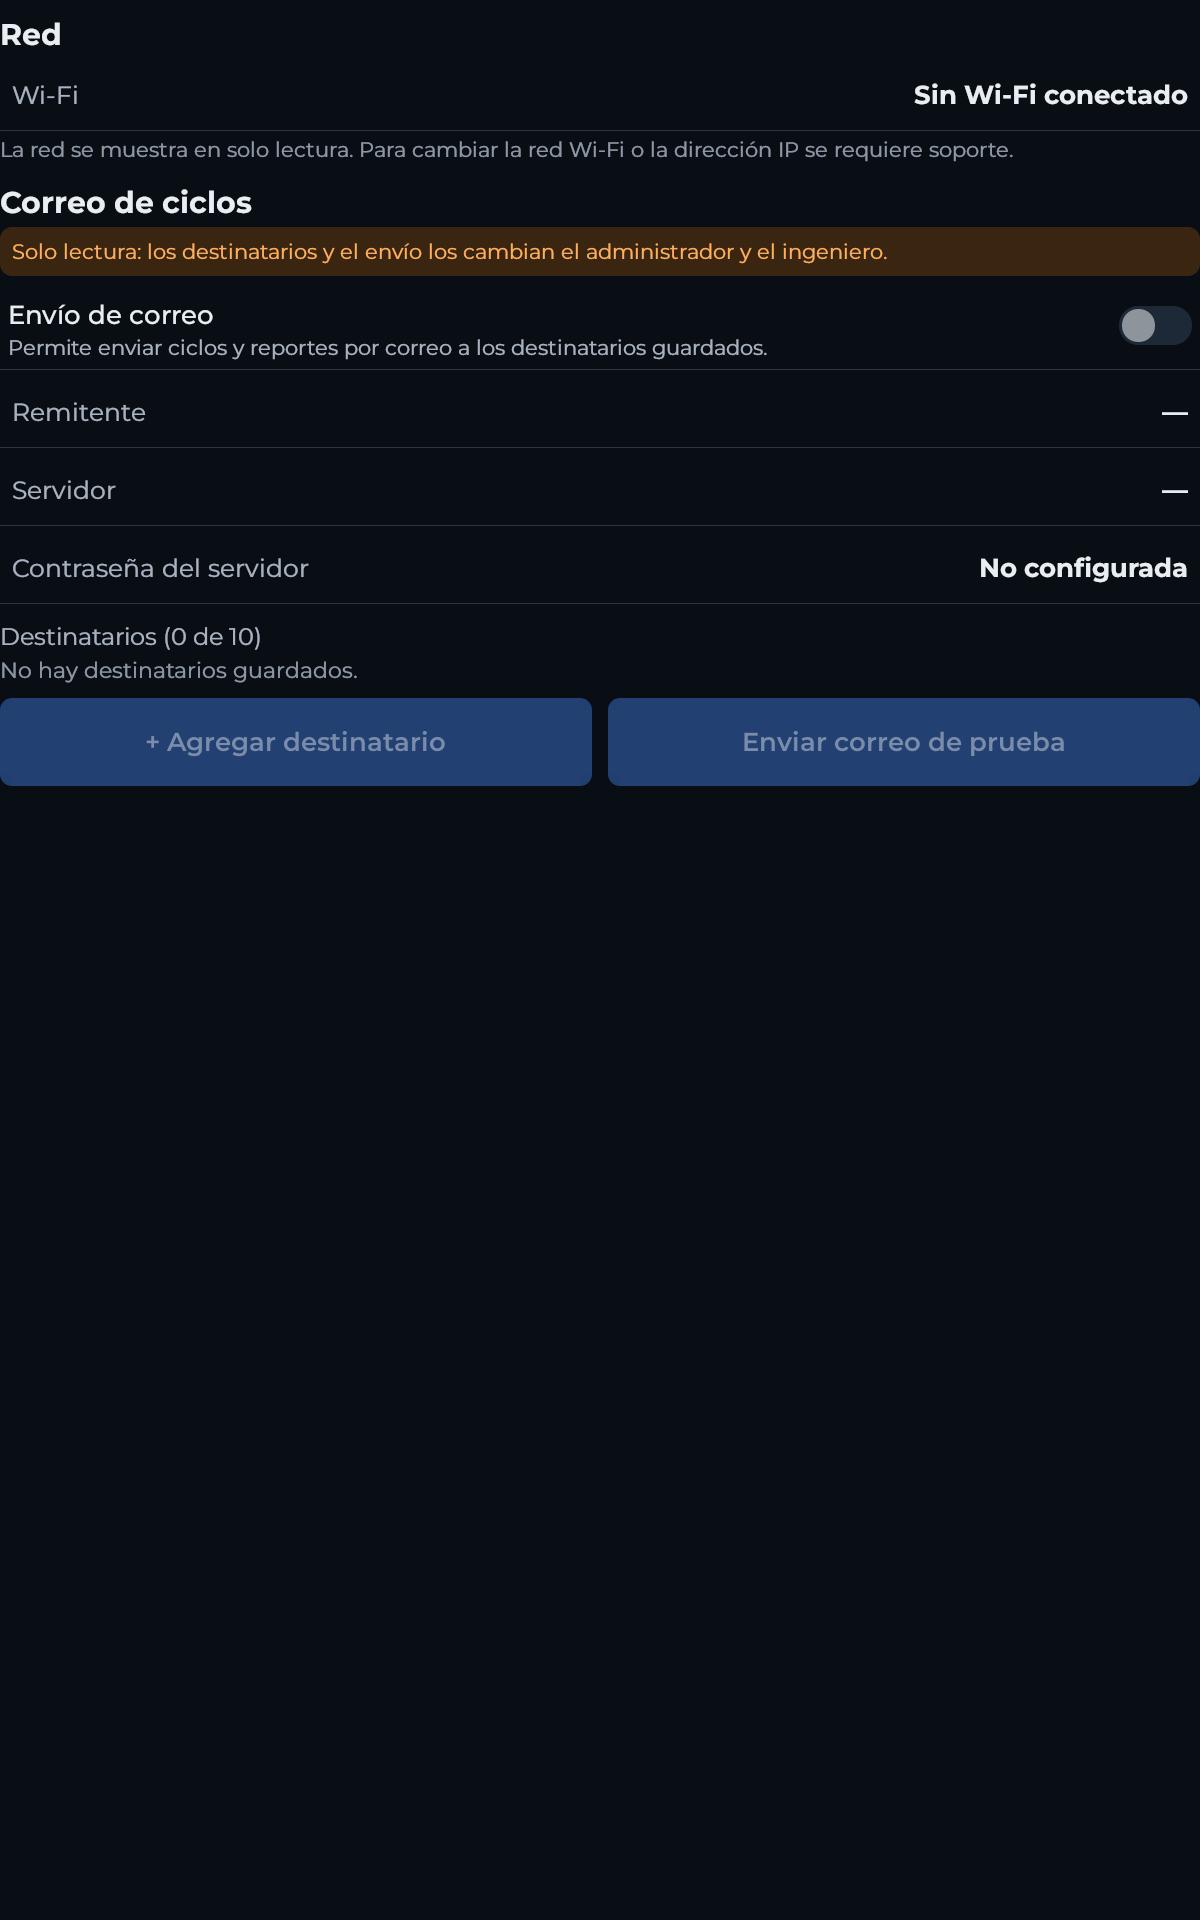 Red
Wi-Fi
Sin Wi-Fi conectado
La red se muestra en solo lectura. Para cambiar la red Wi-Fi o la dirección IP se requiere soporte.
Correo de ciclos
Solo lectura: los destinatarios y el envío los cambian el administrador y el ingeniero.
Envío de correo
Permite enviar ciclos y reportes por correo a los destinatarios guardados.
Remitente
—
Servidor
—
Contraseña del servidor
No configurada
Destinatarios (0 de 10)
No hay destinatarios guardados.
+ Agregar destinatario
Enviar correo de prueba